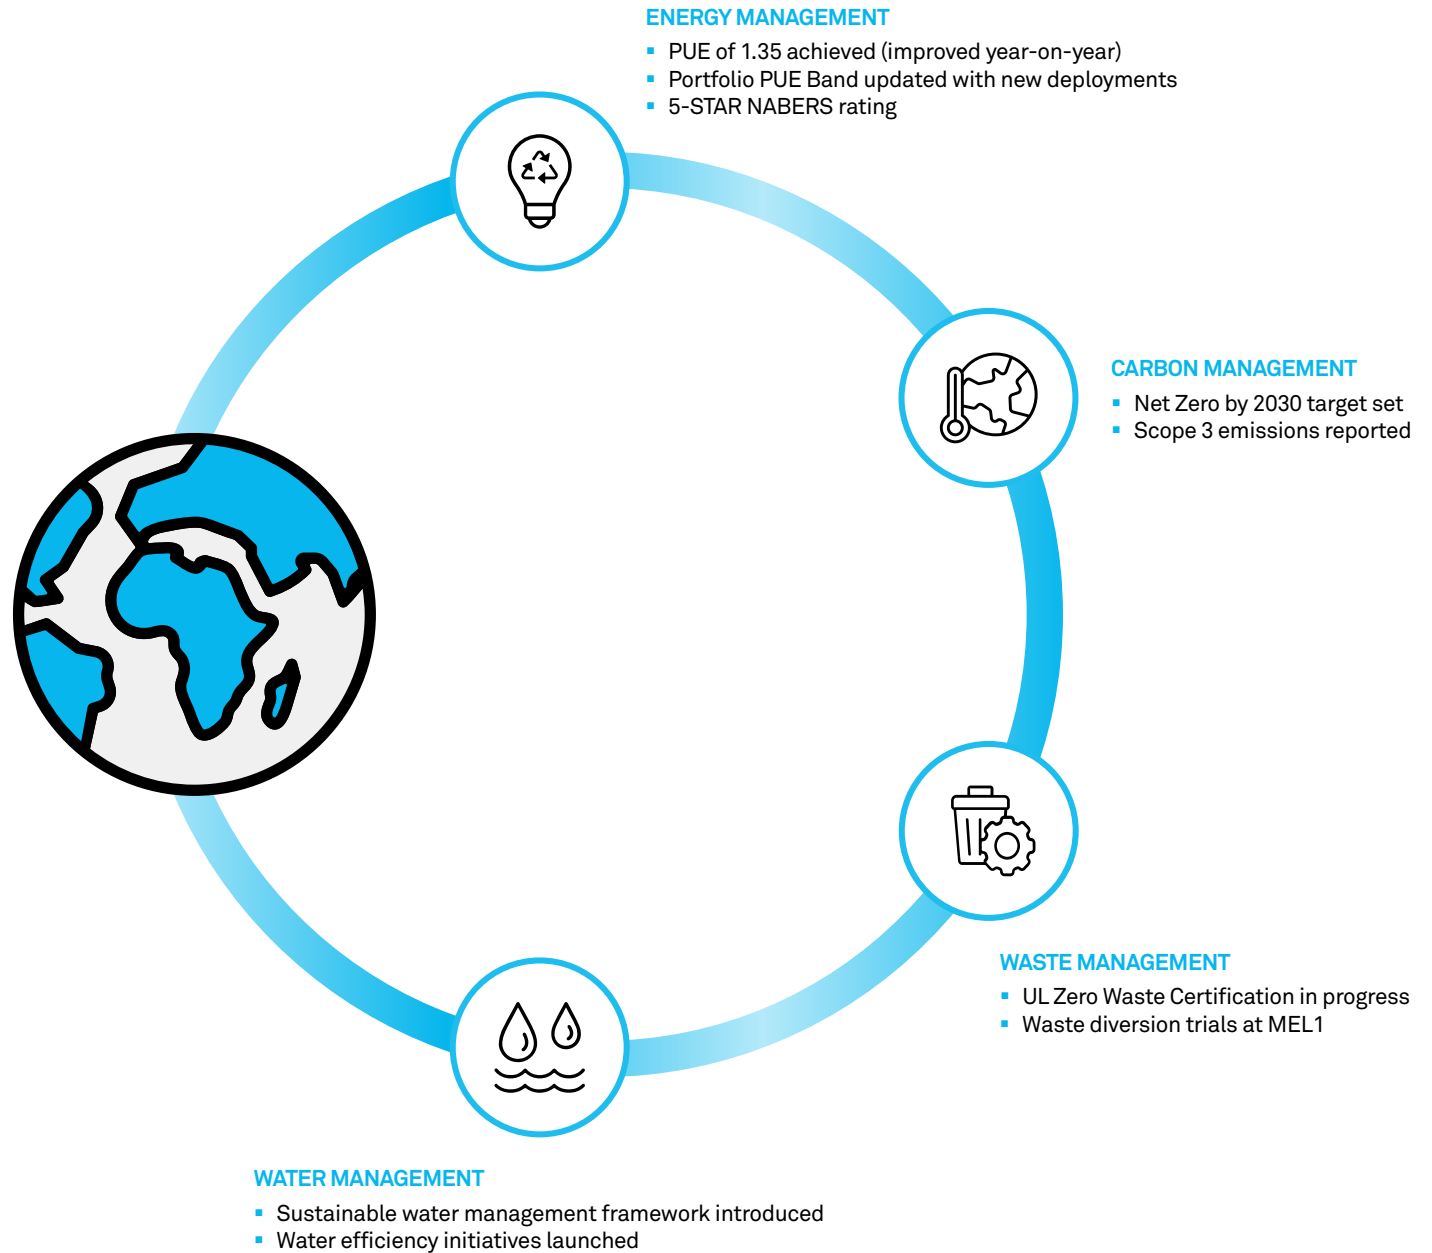 ENERGY MANAGEMENT
▪ PUE of 1.35 achieved (improved year-on-year)
▪ Portfolio PUE Band updated with new deployments
▪ 5-STAR NABERS rating
CARBON MANAGEMENT
▪ Net Zero by 2030 target set
▪ Scope 3 emissions reported
WASTE MANAGEMENT
▪ UL Zero Waste Certification in progress
▪ Waste diversion trials at MEL1
WATER MANAGEMENT
▪ Sustainable water management framework introduced
▪ Water efficiency initiatives launched